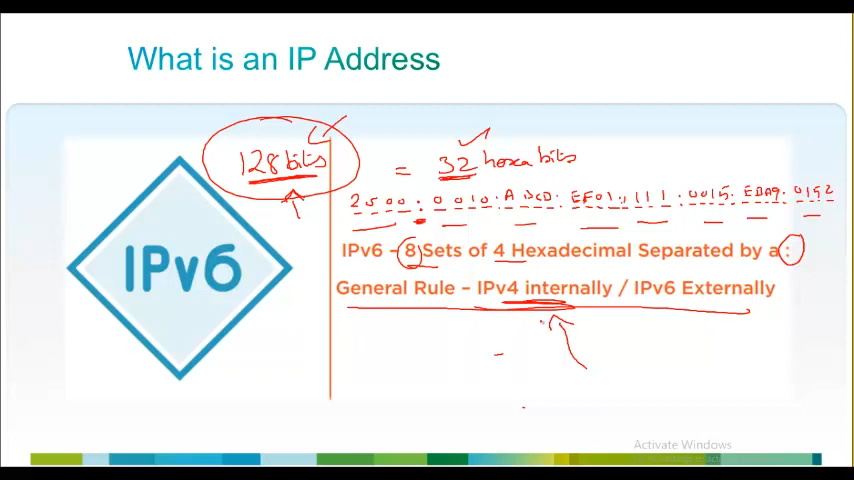 What is an IP Address
128 bits = 32 hexa bits
2500:0010:ABCD:EF01:1111:0015:EDA9:0192
IPv6
IPv6 – 8 Sets of 4 Hexadecimal Separated by a :
General Rule – IPv4 internally / IPv6 Externally
Activate Windows